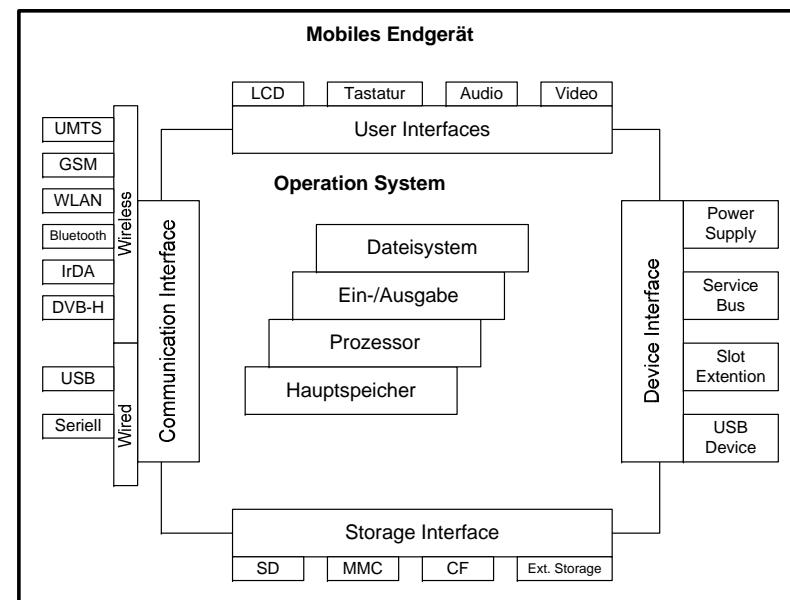 Mobiles Endgerät
LCD
Tastatur
Audio
Video
User Interfaces
UMTS
GSM
WLAN
Bluetooth
IrDA
DVB-H
Wireless
USB
Seriell
Wired
Communication Interface
Operation System
Dateisystem
Ein-/Ausgabe
Prozessor
Hauptspeicher
Device Interface
Power
Supply
Service
Bus
Slot
Extention
USB
Device
Storage Interface
SD
MMC
CF
Ext. Storage